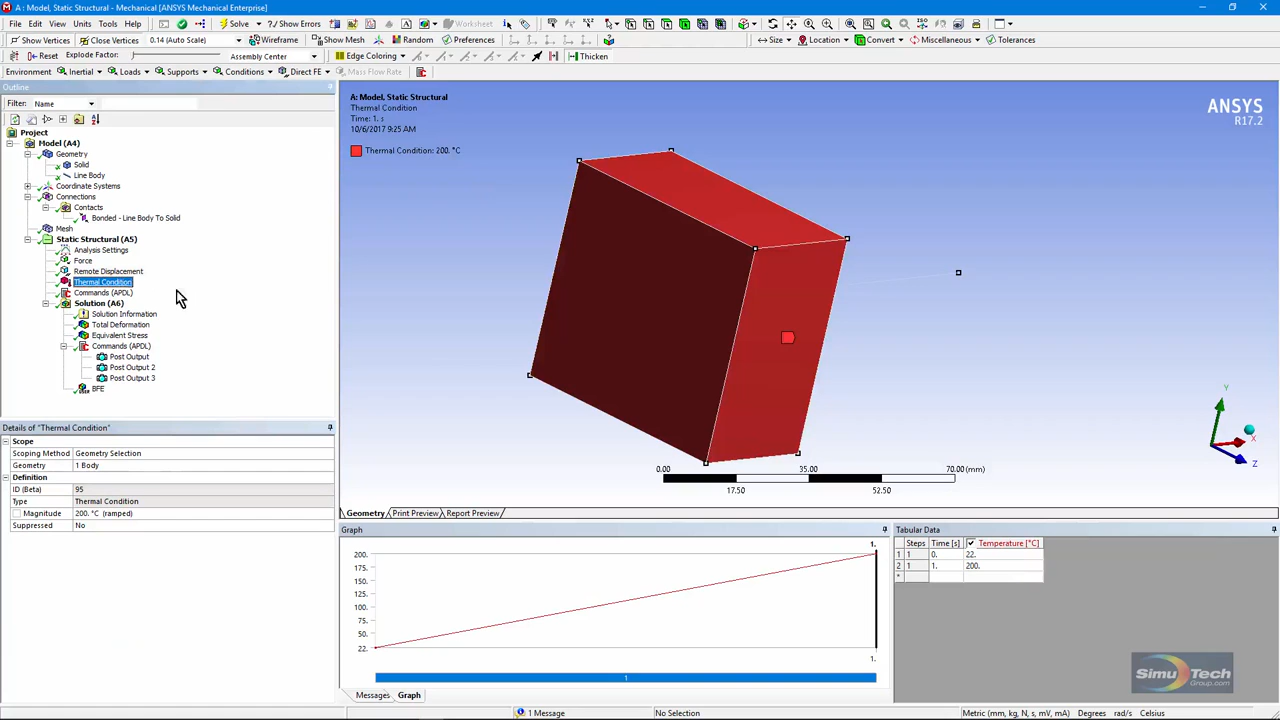 A : Model, Static Structural - Mechanical [ANSYS Mechanical Enterprise]
File Edit View Units Tools Help Solve ?/ Show Errors Worksheet
Show Vertices Close Vertices 0.14 (Auto Scale) Wireframe Show Mesh Random Preferences Size Location Convert Miscellaneous Tolerances
Reset Explode Factor: Assembly Center Edge Coloring Thicken
Environment Inertial Loads Supports Conditions Direct FE Mass Flow Rate
Outline
Filter: Name
Project
Model (A4)
Geometry
Solid
Line Body
Coordinate Systems
Connections
Contacts
Bonded - Line Body To Solid
Mesh
Static Structural (A5)
Analysis Settings
Force
Remote Displacement
Thermal Condition
Commands (APDL)
Solution (A6)
Solution Information
Total Deformation
Equivalent Stress
Commands (APDL)
Post Output
Post Output 2
Post Output 3
BFE
Details of "Thermal Condition"
Scope
Scoping Method Geometry Selection
Geometry 1 Body
Definition
ID (Beta) 95
Type Thermal Condition
Magnitude 200. °C (ramped)
Suppressed No
A: Model, Static Structural
Thermal Condition
Time: 1. s
10/6/2017 9:25 AM
Thermal Condition: 200. °C
ANSYS
R17.2
Y
X
Z
0.00 35.00 70.00 (mm)
17.50 52.50
Geometry Print Preview Report Preview
Graph
1.
200.
175.
150.
125.
100.
75.
50.
22.
1.
1
Messages Graph
Tabular Data
Steps Time [s] Temperature [°C]
1 1 0. 22.
2 1 1. 200.
*
SimuTech
Group.com
1 Message No Selection Metric (mm, kg, N, s, mV, mA) Degrees rad/s Celsius